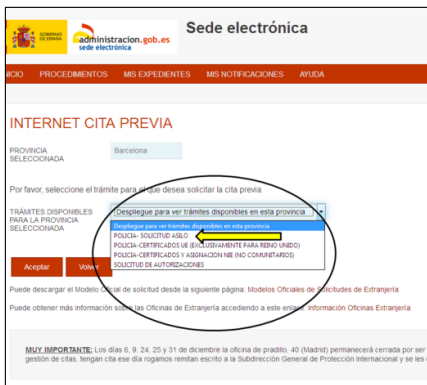 GOBIERNO
DE ESPAÑA
administracion.gob.es
sede electrónica
Sede electrónica
NICIO PROCEDIMIENTOS MIS EXPEDIENTES MIS NOTIFICACIONES AYUDA
INTERNET CITA PREVIA
PROVINCIA
SELECCIONADA
Barcelona
Por favor, seleccione el trámite para el que desea solicitar la cita previa
TRÁMITES DISPONIBLES
PARA LA PROVINCIA
SELECCIONADA
Despliegue para ver trámites disponibles en esta provincia
Despliegue para ver trámites disponibles en esta provincia
POLICIA- SOLICITUD ASILO
POLICIA-CERTIFICADOS UE (EXCLUSIVAMENTE PARA REINO UNIDO)
POLICIA-CERTIFICADOS Y ASIGNACION NIE (NO COMUNITARIOS)
SOLICITUD DE AUTORIZACIONES
Aceptar Volver
Puede descargar el Modelo Oficial de solicitud desde la siguiente página: Modelos Oficiales de Solicitudes de Extranjería
Puede obtener más información sobre las Oficinas de Extranjería accediendo a este enlace: Información Oficinas Extranjería
MUY IMPORTANTE: Los días 6, 9, 24, 25 y 31 de diciembre la oficina de pradillo, 40 (Madrid) permanecerá cerrada por ser
gestión de citas, tengan cita ese día rogamos remitan escrito a la Subdirección General de Protección Internacional y se les